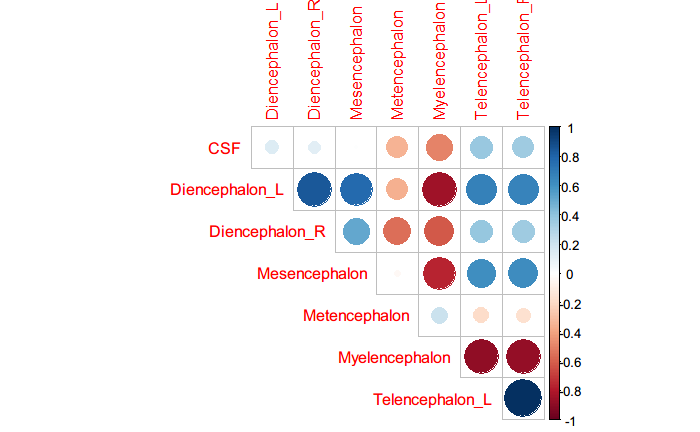 Diencephalon_L
Diencephalon_R
Mesencephalon
Metencephalon
Myelencephalon
Telencephalon_L
Telencephalon_R
CSF
Diencephalon_L
Diencephalon_R
Mesencephalon
Metencephalon
Myelencephalon
Telencephalon_L
1
0.8
0.6
0.4
0.2
0
-0.2
-0.4
-0.6
-0.8
-1